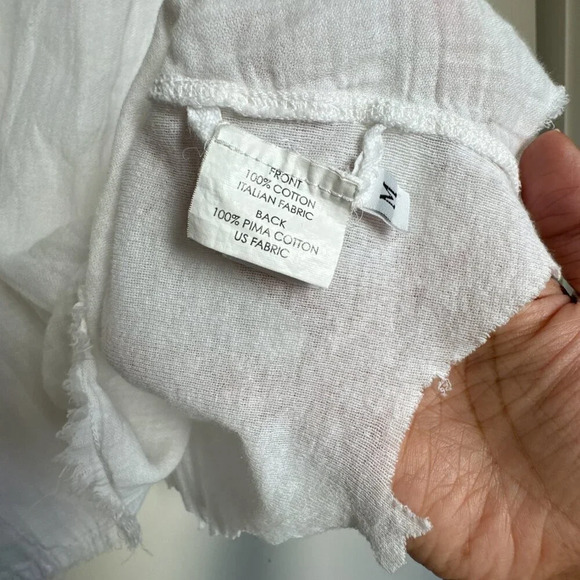 FRONT
100% COTTON
ITALIAN FABRIC
BACK
100% PIMA COTTON
US FABRIC
M